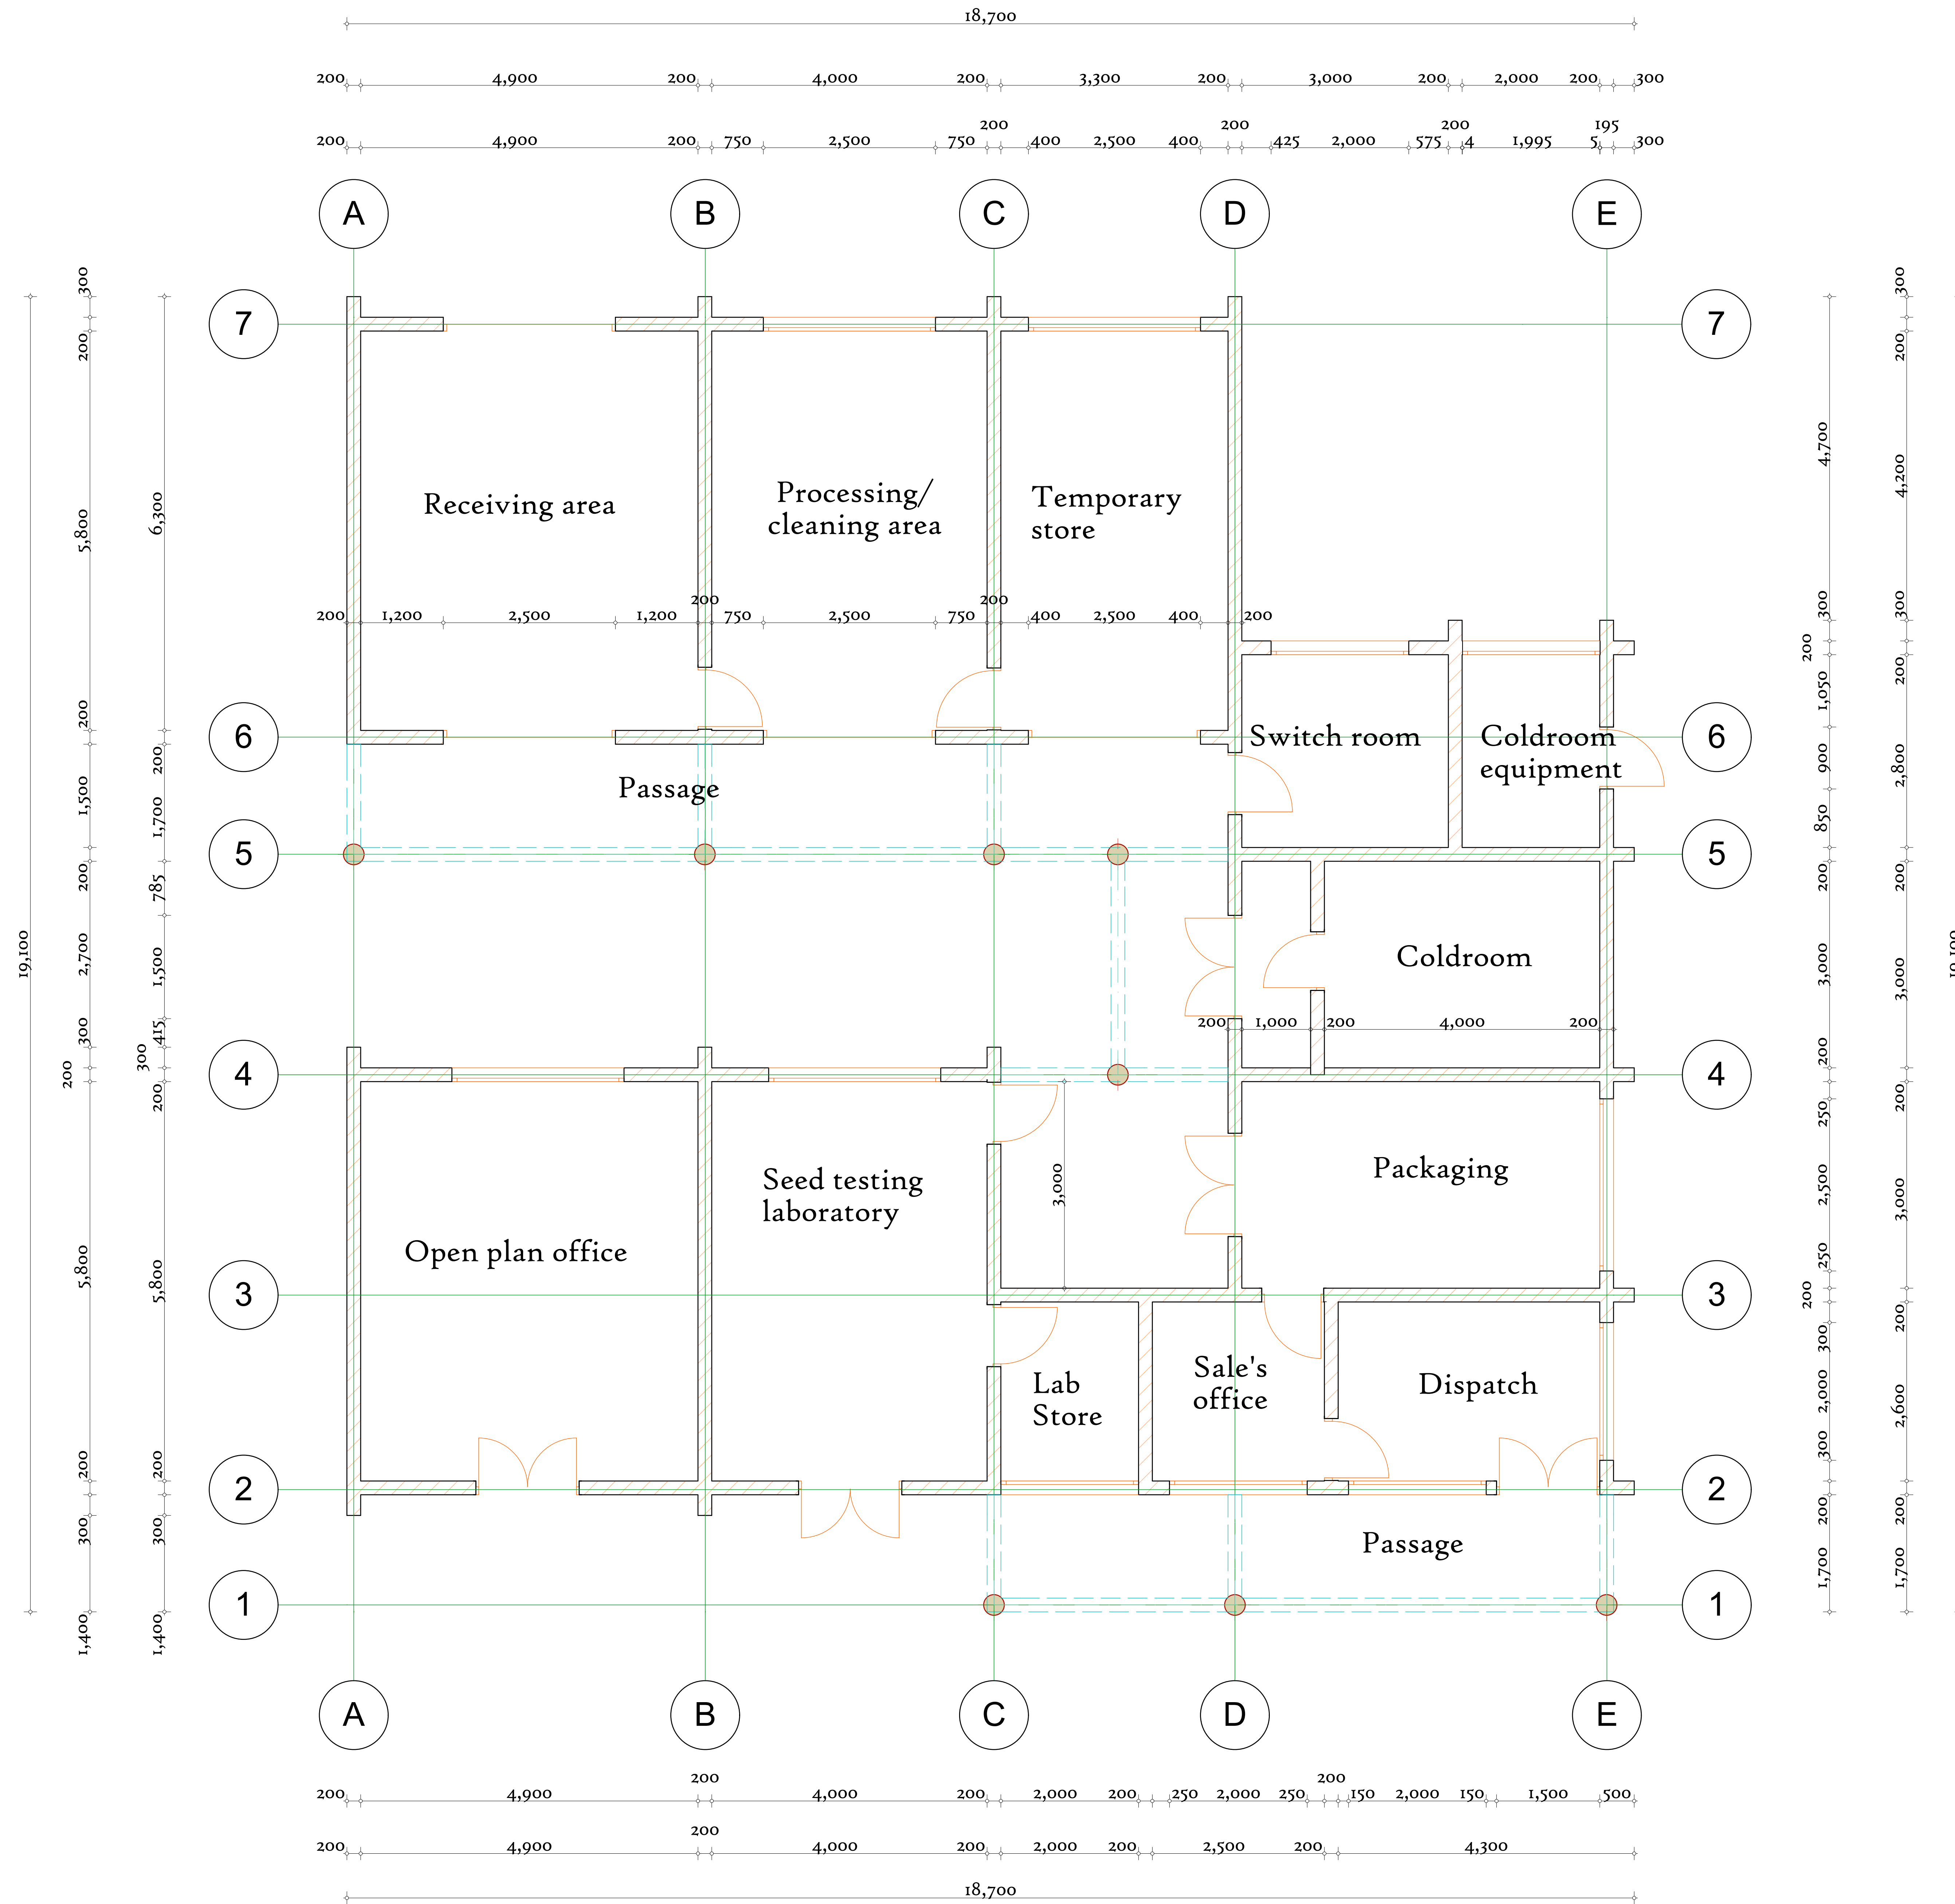 18,700
200 4,900 200 4,000 200 3,300 200 3,000 200 2,000 200 300
200 200 200 195
200 4,900 200 750 2,500 750 400 2,500 400 425 2,000 575 4 1,995 5 300
A B C D E
300 300
7 7
200 200
4,700
4,200
Receiving area
Processing/
cleaning area
Temporary
store
5,800
6,300
200 200
200 1,200 2,500 1,200 750 2,500 750 400 2,500 400 200
300 300
200
200
1,050
200
6 6
Switch room
Coldroom
equipment
200
900
2,800
Passage
1,500
1,700
850
5 5
200
785
200
200
19,100
2,700
1,500
Coldroom
3,000
3,000
19,100
200 1,000 200 4,000 200
300
415
300
200
200
4 4
200
250
200
Packaging
Seed testing
laboratory
3,000
2,500
3,000
Open plan office
5,800
5,800
250
3 3
200
200
300
Lab
Store
Sale's
office
Dispatch
2,000
2,600
200
200
300
2 2
300
300
200
200
Passage
1,700
1,700
1 1
1,400
1,400
A B C D E
200 200
200 4,900 4,000 200 2,000 200 250 2,000 250 150 2,000 150 1,500 500
200
200 4,900 4,000 200 2,000 200 2,500 200 4,300
18,700